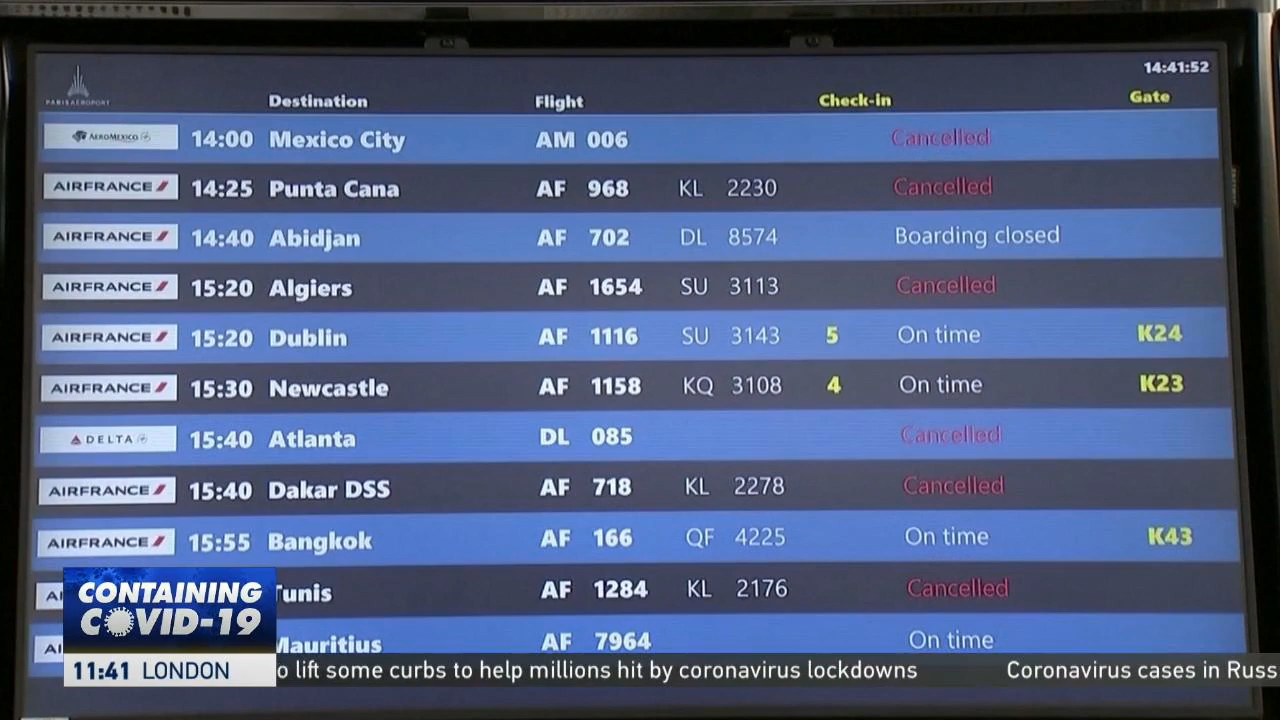 14:41:52
PARIS AEROPORT
Destination Flight Check-in Gate
AEROMEXICO 14:00 Mexico City AM 006 Cancelled
AIRFRANCE 14:25 Punta Cana AF 968 KL 2230 Cancelled
AIRFRANCE 14:40 Abidjan AF 702 DL 8574 Boarding closed
AIRFRANCE 15:20 Algiers AF 1654 SU 3113 Cancelled
AIRFRANCE 15:20 Dublin AF 1116 SU 3143 5 On time K24
AIRFRANCE 15:30 Newcastle AF 1158 KQ 3108 4 On time K23
DELTA 15:40 Atlanta DL 085 Cancelled
AIRFRANCE 15:40 Dakar DSS AF 718 KL 2278 Cancelled
AIRFRANCE 15:55 Bangkok AF 166 QF 4225 On time K43
AI Tunis AF 1284 KL 2176 Cancelled
AI Mauritius AF 7964 On time
CONTAINING
COVID-19
11:41 LONDON
o lift some curbs to help millions hit by coronavirus lockdowns Coronavirus cases in Russ